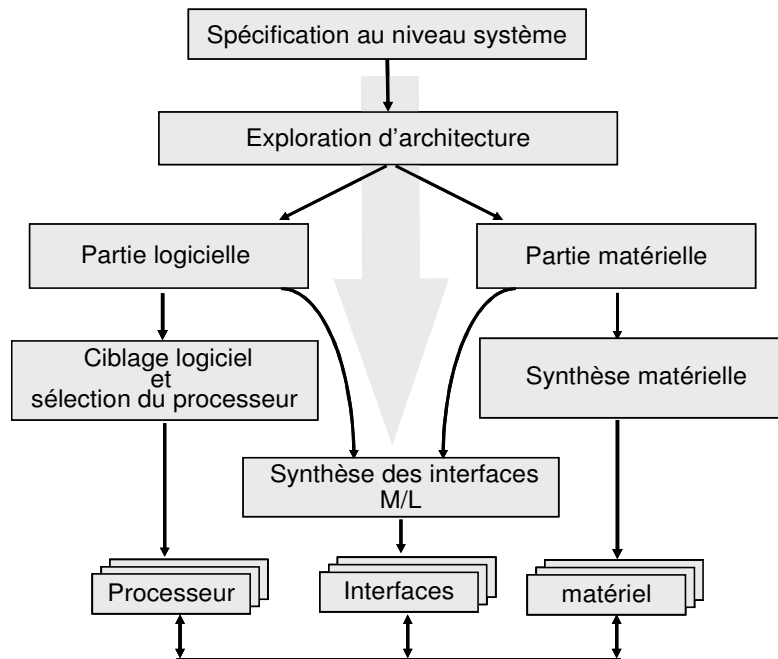 Spécification au niveau système
Exploration d'architecture
Partie logicielle
Partie matérielle
Ciblage logiciel
et
sélection du processeur
Synthèse matérielle
Synthèse des interfaces
M/L
Processeur
Interfaces
matériel